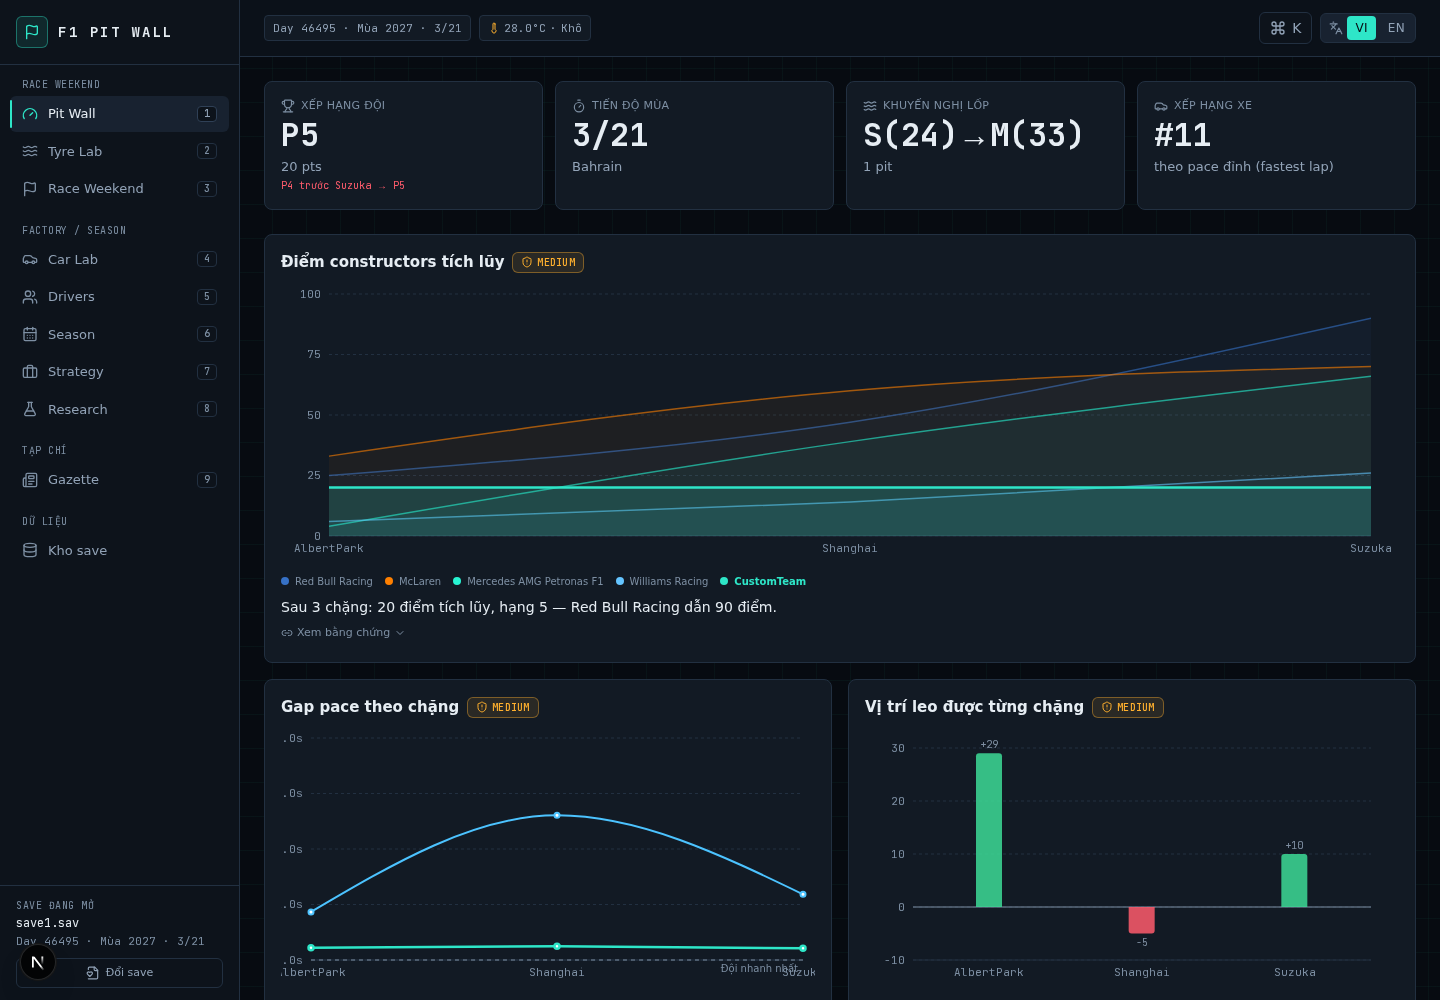 F1 PIT WALL
Day 46495 · Mùa 2027 · 3/21
28.0°C · Khô
⌘ K
VI
EN
RACE WEEKEND
Pit Wall 1
Tyre Lab 2
Race Weekend 3
FACTORY / SEASON
Car Lab 4
Drivers 5
Season 6
Strategy 7
Research 8
TẠP CHÍ
Gazette 9
DỮ LIỆU
Kho save
SAVE ĐANG MỞ
save1.sav
Day 46495 · Mùa 2027 · 3/21
N
Đổi save
XẾP HẠNG ĐỘI
P5
20 pts
P4 trước Suzuka → P5
TIẾN ĐỘ MÙA
3/21
Bahrain
KHUYẾN NGHỊ LỐP
S(24)→M(33)
1 pit
XẾP HẠNG XE
#11
theo pace đỉnh (fastest lap)
Điểm constructors tích lũy
MEDIUM
100
75
50
25
0
AlbertPark
Shanghai
Suzuka
Red Bull Racing
McLaren
Mercedes AMG Petronas F1
Williams Racing
CustomTeam
Sau 3 chặng: 20 điểm tích lũy, hạng 5 — Red Bull Racing dẫn 90 điểm.
Xem bằng chứng
Gap pace theo chặng
MEDIUM
.0s
.0s
.0s
.0s
.0s
Đội nhanh nhất
lbertPark
Shanghai
Suzuk
Vị trí leo được từng chặng
MEDIUM
30
20
10
0
-10
+29
-5
+10
AlbertPark
Shanghai
Suzuka